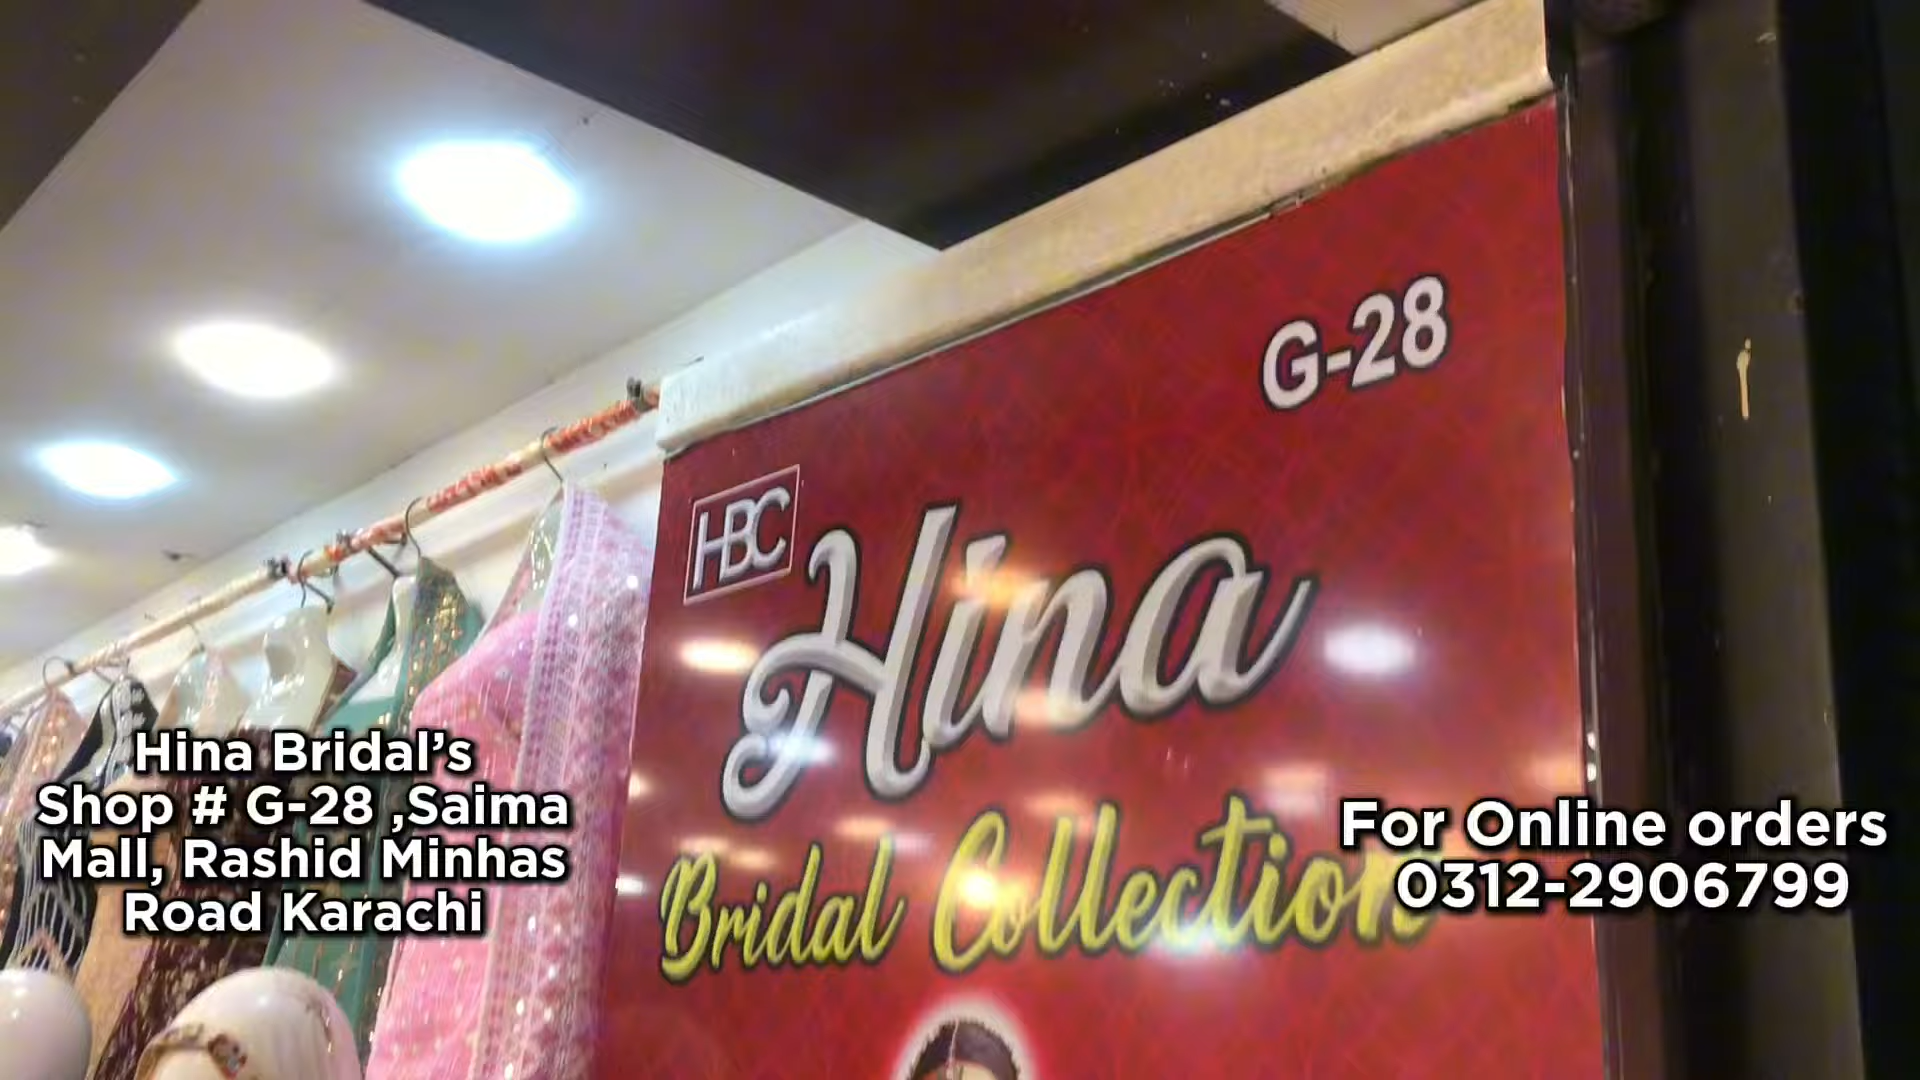 G-28
HBC
Hina
Bridal Collection
Hina Bridal's
Shop # G-28 ,Saima
Mall, Rashid Minhas
Road Karachi
For Online orders
0312-2906799